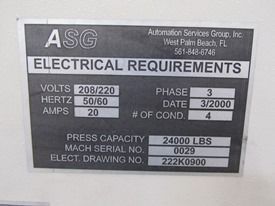 ASG
Automation Services Group, Inc.
West Palm Beach, FL
561-848-6746
ELECTRICAL REQUIREMENTS
VOLTS 208/220 PHASE 3
HERTZ 50/60 DATE 3/2000
AMPS 20 # OF COND. 4
PRESS CAPACITY 24000 LBS
MACH SERIAL NO. 0029
ELECT. DRAWING NO. 222K0900